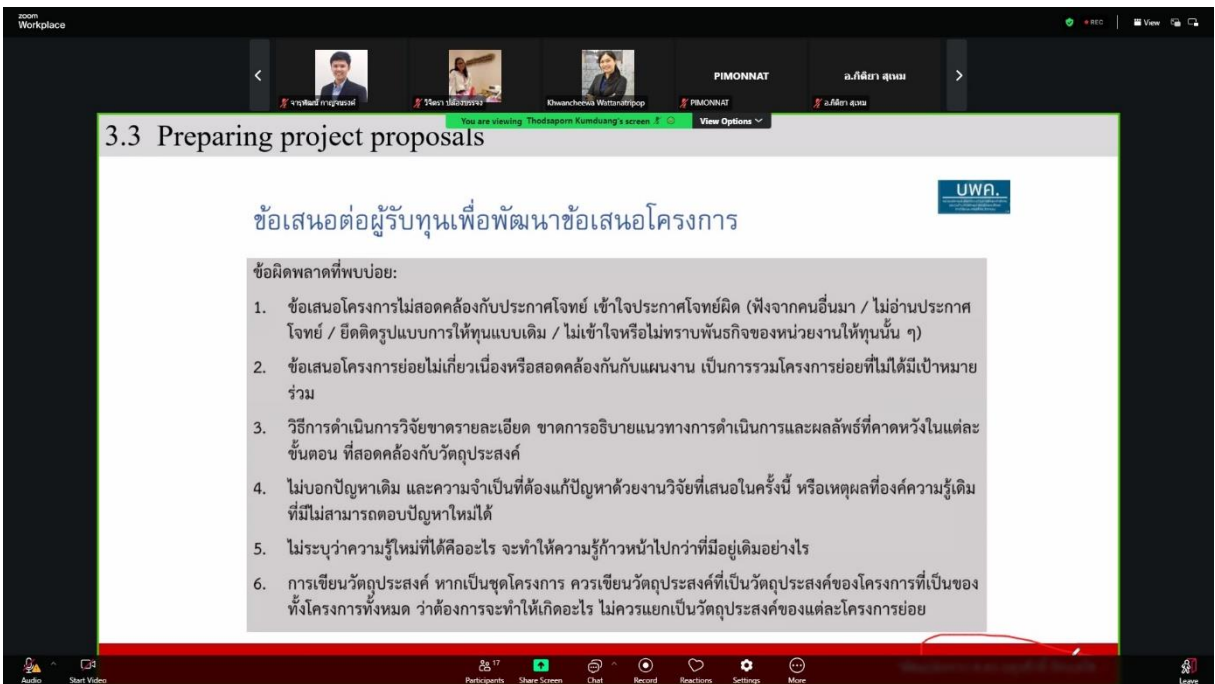 zoom
Workplace
REC
View
จารุพัฒน์ กาญจนรงค์
วิจิตรา ปล้องบรรจง
Khwancheewa Wattanatripop
PIMONNAT
PIMONNAT
อ.กีติยา สุเหม
อ.กีติยา สุเหม
You are viewing Thodsaporn Kumduang's screen
View Options
3.3 Preparing project proposals
บพค.
ข้อเสนอต่อผู้รับทุนเพื่อพัฒนาข้อเสนอโครงการ
ข้อผิดพลาดที่พบบ่อย:
1. ข้อเสนอโครงการไม่สอดคล้องกับประกาศโจทย์ เข้าใจประกาศโจทย์ผิด (ฟังจากคนอื่นมา / ไม่อ่านประกาศ
โจทย์ / ยึดติดรูปแบบการให้ทุนแบบเดิม / ไม่เข้าใจหรือไม่ทราบพันธกิจของหน่วยงานให้ทุนนั้น ๆ)
2. ข้อเสนอโครงการย่อยไม่เกี่ยวเนื่องหรือสอดคล้องกันกับแผนงาน เป็นการรวมโครงการย่อยที่ไม่ได้มีเป้าหมาย
ร่วม
3. วิธีการดำเนินการวิจัยขาดรายละเอียด ขาดการอธิบายแนวทางการดำเนินการและผลลัพธ์ที่คาดหวังในแต่ละ
ขั้นตอน ที่สอดคล้องกับวัตถุประสงค์
4. ไม่บอกปัญหาเดิม และความจำเป็นที่ต้องแก้ปัญหาด้วยงานวิจัยที่เสนอในครั้งนี้ หรือเหตุผลที่องค์ความรู้เดิม
ที่มีไม่สามารถตอบปัญหาใหม่ได้
5. ไม่ระบุว่าความรู้ใหม่ที่ได้คืออะไร จะทำให้ความรู้ก้าวหน้าไปกว่าที่มีอยู่เดิมอย่างไร
6. การเขียนวัตถุประสงค์ หากเป็นชุดโครงการ ควรเขียนวัตถุประสงค์ที่เป็นวัตถุประสงค์ของโครงการที่เป็นของ
ทั้งโครงการทั้งหมด ว่าต้องการจะทำให้เกิดอะไร ไม่ควรแยกเป็นวัตถุประสงค์ของแต่ละโครงการย่อย
Audio
Start Video
17
Participants
Share Screen
Chat
Record
Reactions
Settings
More
Leave